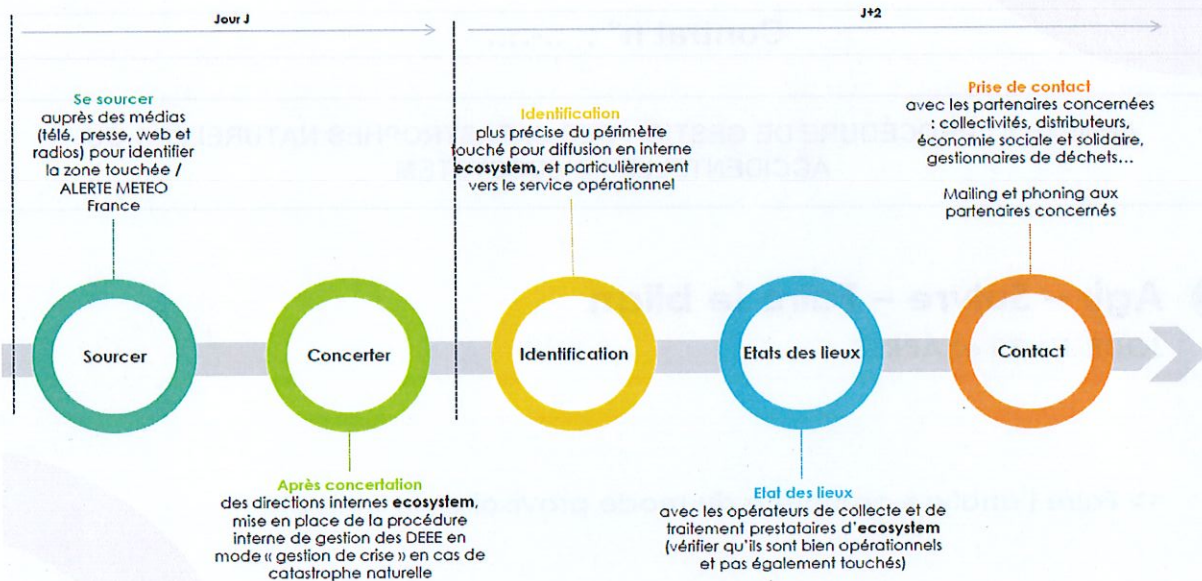 Jour J
J+2
Se sourcer
auprès des médias
(télé, presse, web et
radios) pour identifier
la zone touchée /
ALERTE METEO
France
Identification
plus précise du périmètre
touché pour diffusion en interne
ecosystem, et particulièrement
vers le service opérationnel
Prise de contact
avec les partenaires concernées
: collectivités, distributeurs,
économie sociale et solidaire,
gestionnaires de déchets...
Mailing et phoning aux
partenaires concernés
Sourcer
Concerter
Identification
Etats des lieux
Contact
Après concertation
des directions internes ecosystem,
mise en place de la procédure
interne de gestion des DEEE en
mode « gestion de crise » en cas de
catastrophe naturelle
Etat des lieux
avec les opérateurs de collecte et de
traitement prestataires d'ecosystem
(vérifier qu'ils sont bien opérationnels
et pas également touchés)